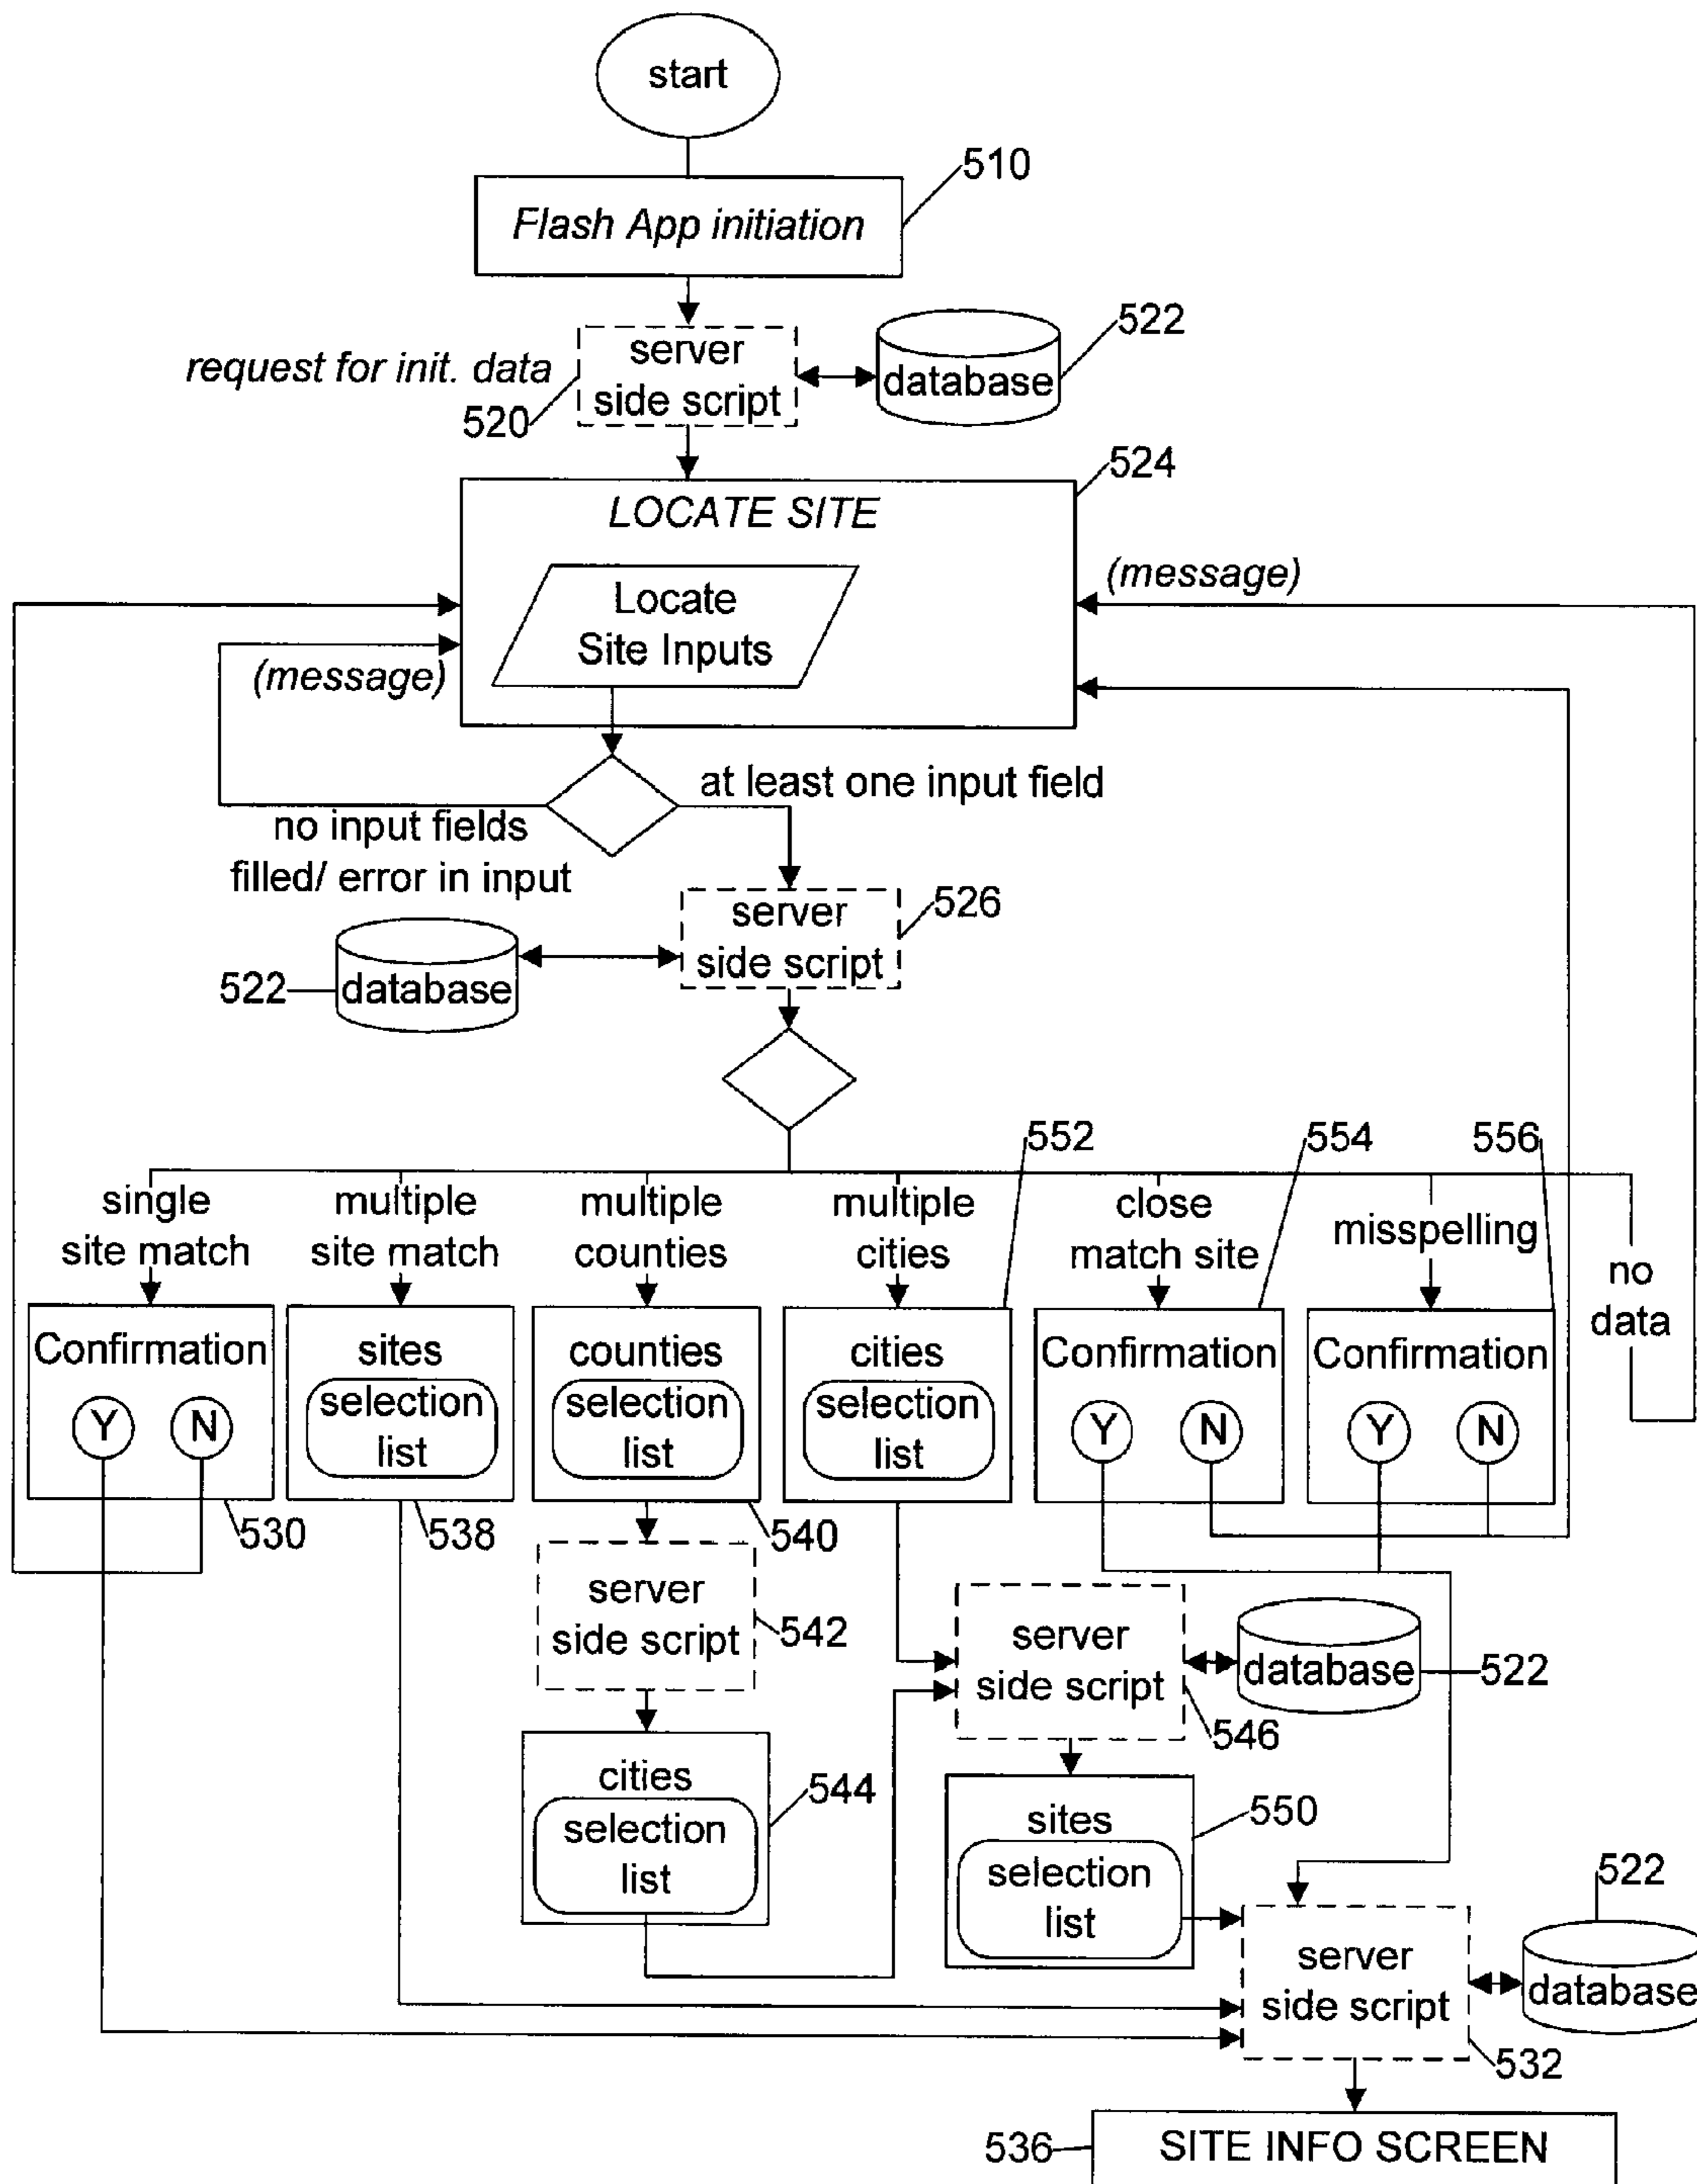 start
510
Flash App initiation
request for init. data
server
side script
database
522
520
524
LOCATE SITE
Locate
Site Inputs
(message)
(message)
at least one input field
no input fields
filled/ error in input
server
side script
526
database
522
552
554
556
single
site match
multiple
site match
multiple
counties
multiple
cities
close
match site
misspelling
no
data
Confirmation
Y
N
530
sites
selection
list
538
counties
selection
list
540
cities
selection
list
Confirmation
Y
N
Confirmation
Y
N
server
side script
542
server
side script
546
database
522
cities
selection
list
544
sites
selection
list
550
522
server
side script
database
532
536
SITE INFO SCREEN